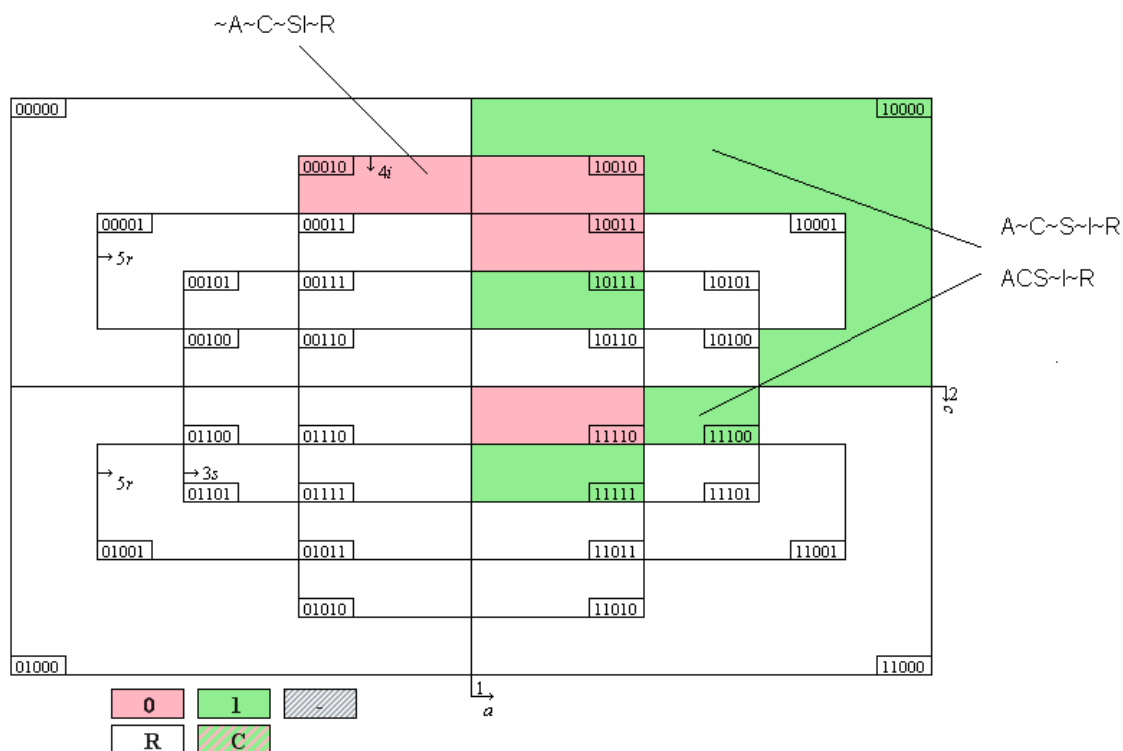 ~A~C~SI~R
00000 10000
00010 4i 10010
00001 00011 10011 10001
A~C~S~I~R
5r
00101 00111 10111 10101
ACS~I~R
00100 00110 10110 10100
2
c
01100 01110 11110 11100
5r 3s
01101 01111 11111 11101
01001 01011 11011 11001
01010 11010
01000 11000
1
a
0 1 -
R C